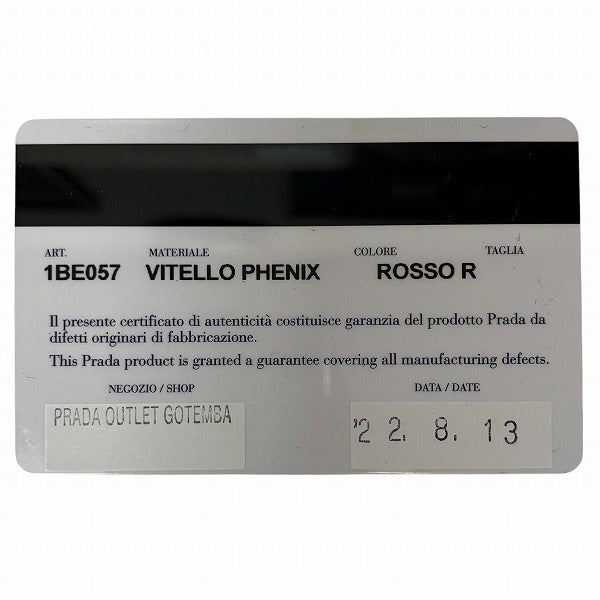 ART. MATERIALE COLORE TAGLIA
1BE057 VITELLO PHENIX ROSSO R
Il presente certificato di autenticità costituisce garanzia del prodotto Prada da
difetti originari di fabbricazione.
This Prada product is granted a guarantee covering all manufacturing defects.
NEGOZIO / SHOP DATA / DATE
PRADA OUTLET GOTEMBA '22. 8. 13